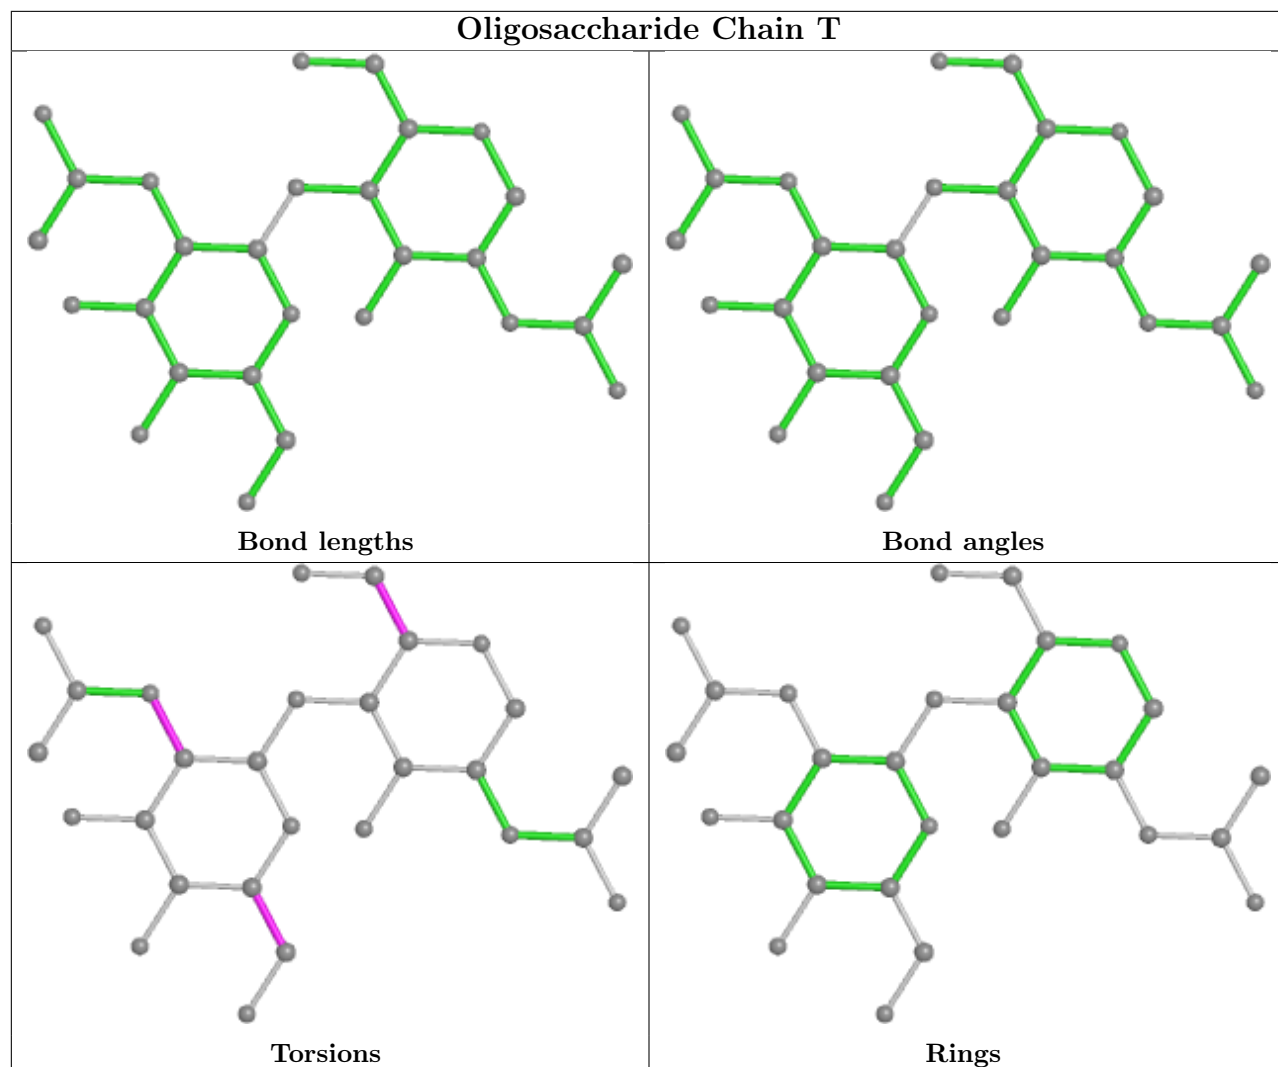 Oligosaccharide Chain T
Bond lengths
Bond angles
Torsions
Rings